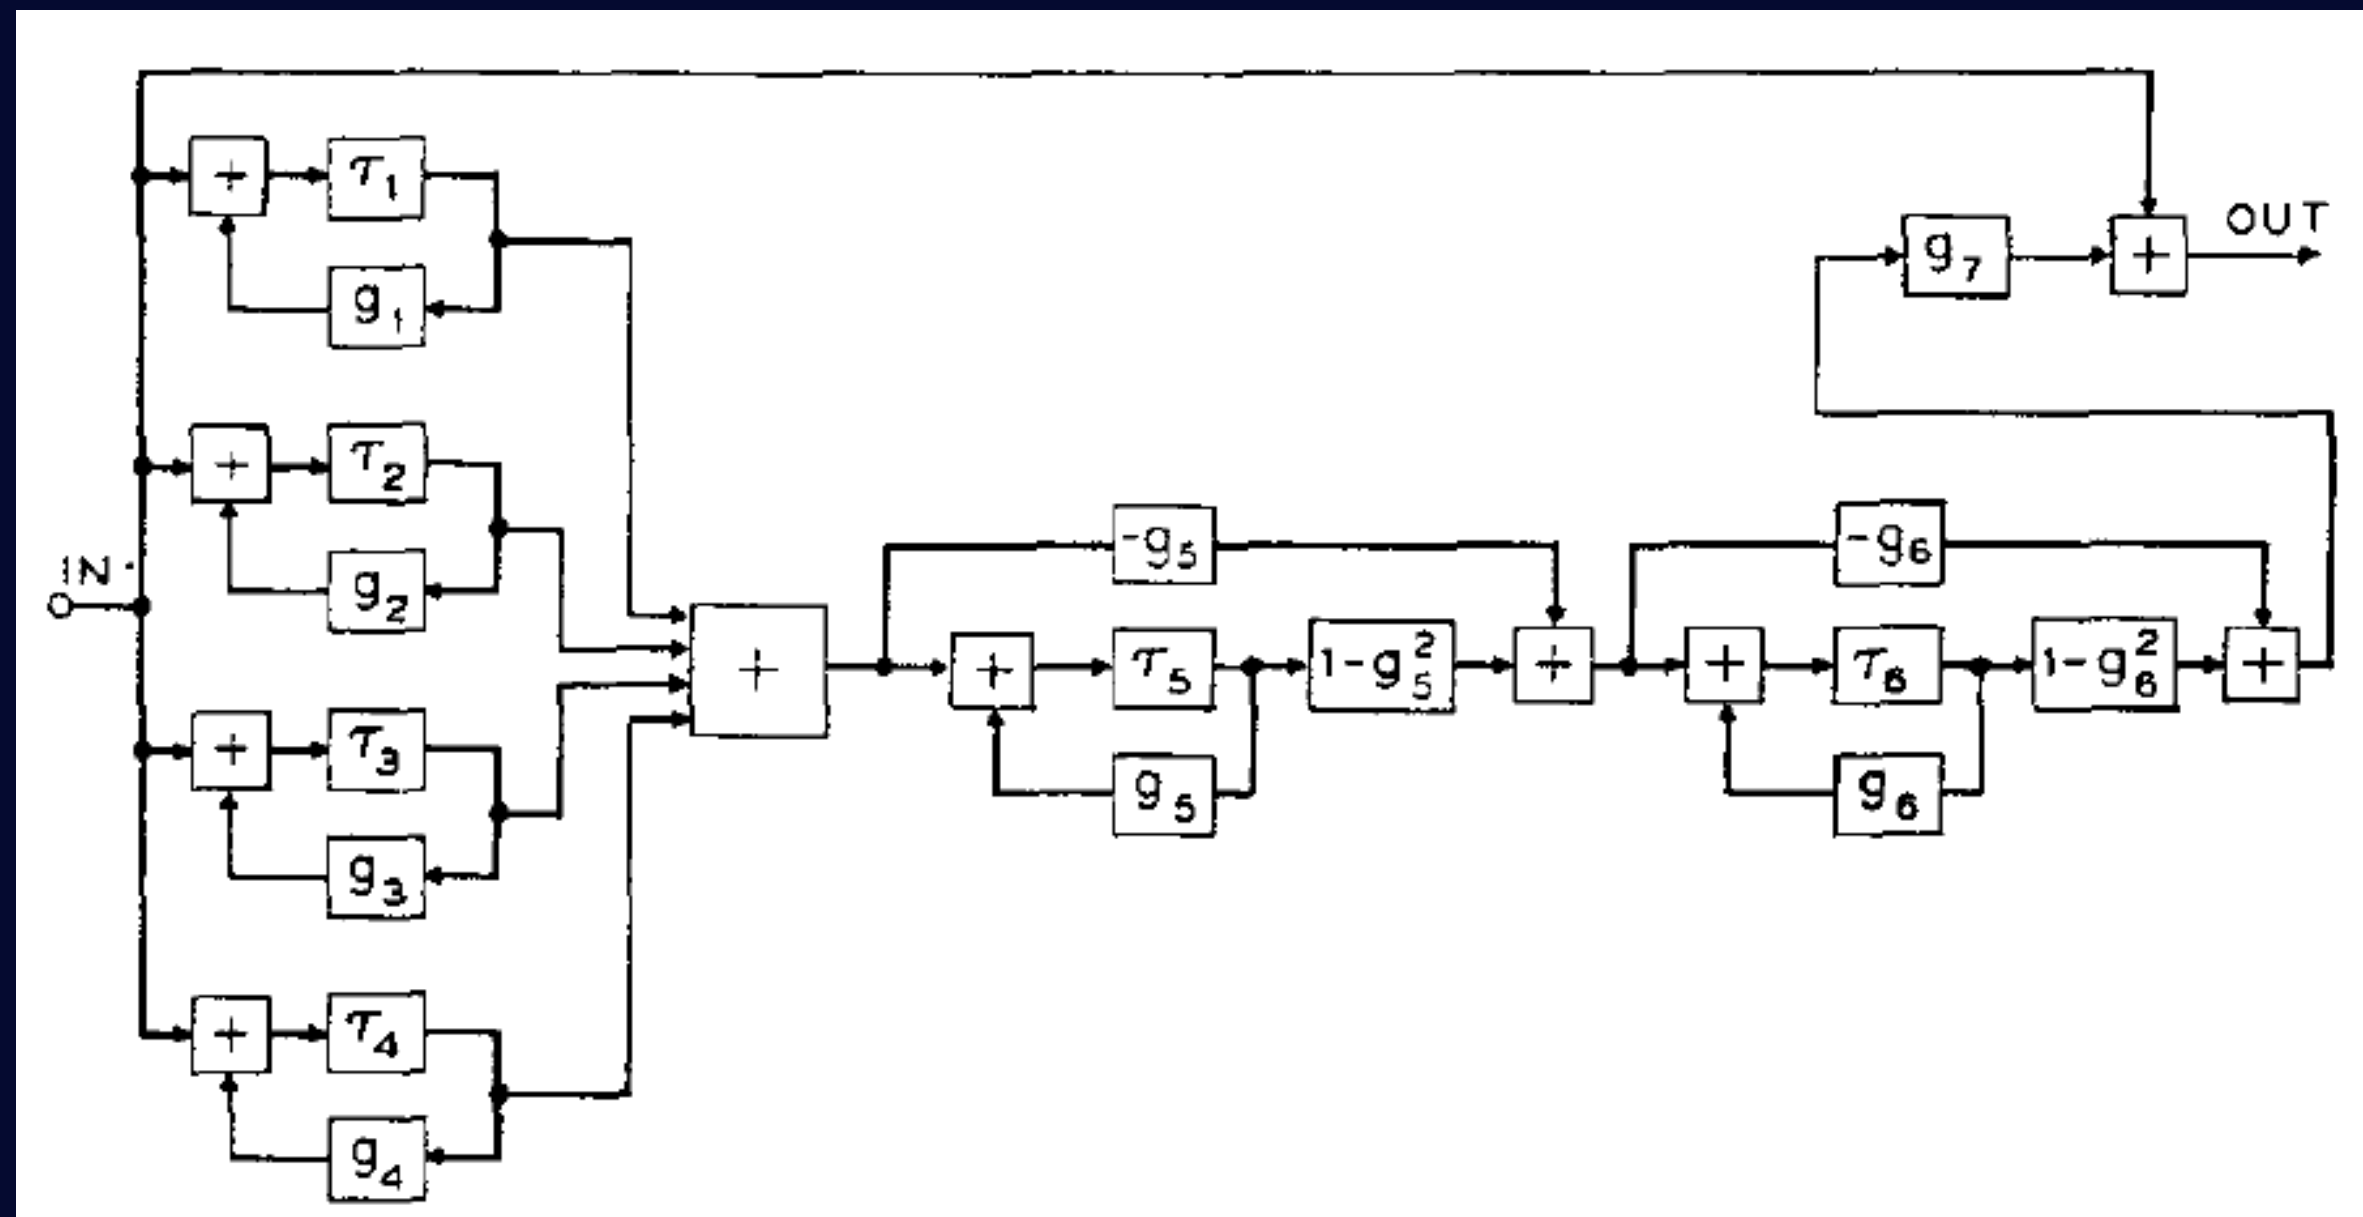 + τ1
g1
OUT
g7 +
+ τ2
g2
-g5
-g6
IN
+
+ τ5 1-g5² +
+ τ6 1-g6² +
g5
g6
+ τ3
g3
+ τ4
g4